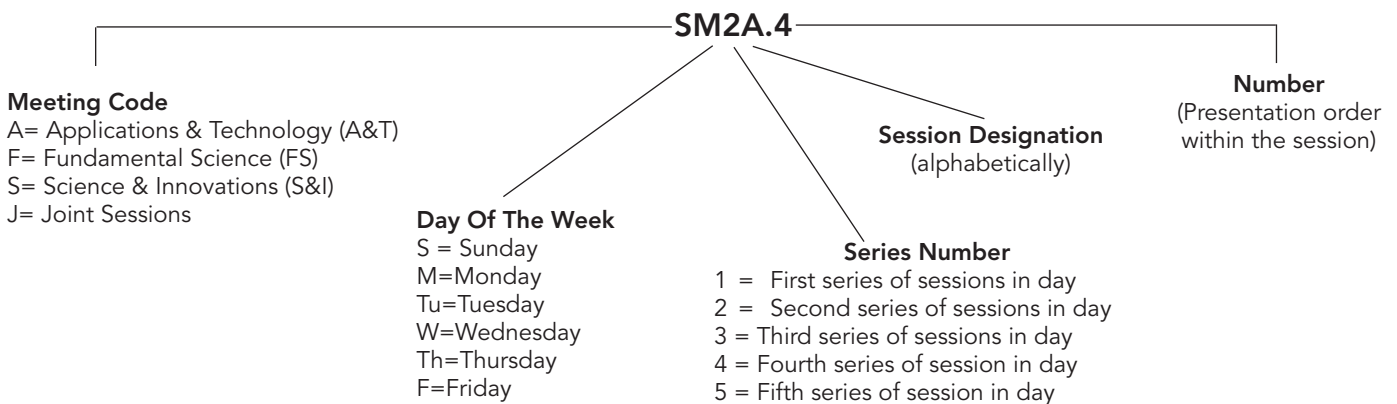 SM2A.4
Meeting Code
A= Applications & Technology (A&T)
F= Fundamental Science (FS)
S= Science & Innovations (S&I)
J= Joint Sessions
Day Of The Week
S = Sunday
M=Monday
Tu=Tuesday
W=Wednesday
Th=Thursday
F=Friday
Series Number
1 = First series of sessions in day
2 = Second series of sessions in day
3 = Third series of sessions in day
4 = Fourth series of session in day
5 = Fifth series of session in day
Session Designation
(alphabetically)
Number
(Presentation order
within the session)